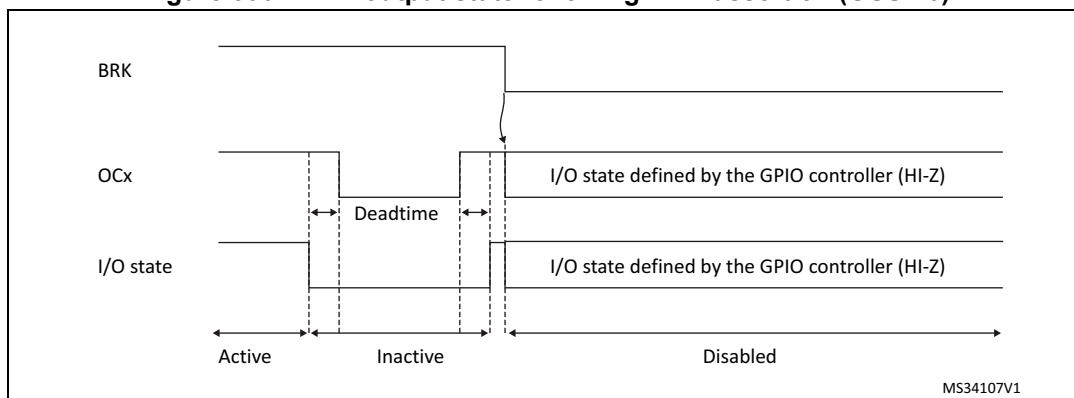 BRK
OCx
I/O state defined by the GPIO controller (HI-Z)
Deadtime
I/O state
I/O state defined by the GPIO controller (HI-Z)
Active
Inactive
Disabled
MS34107V1